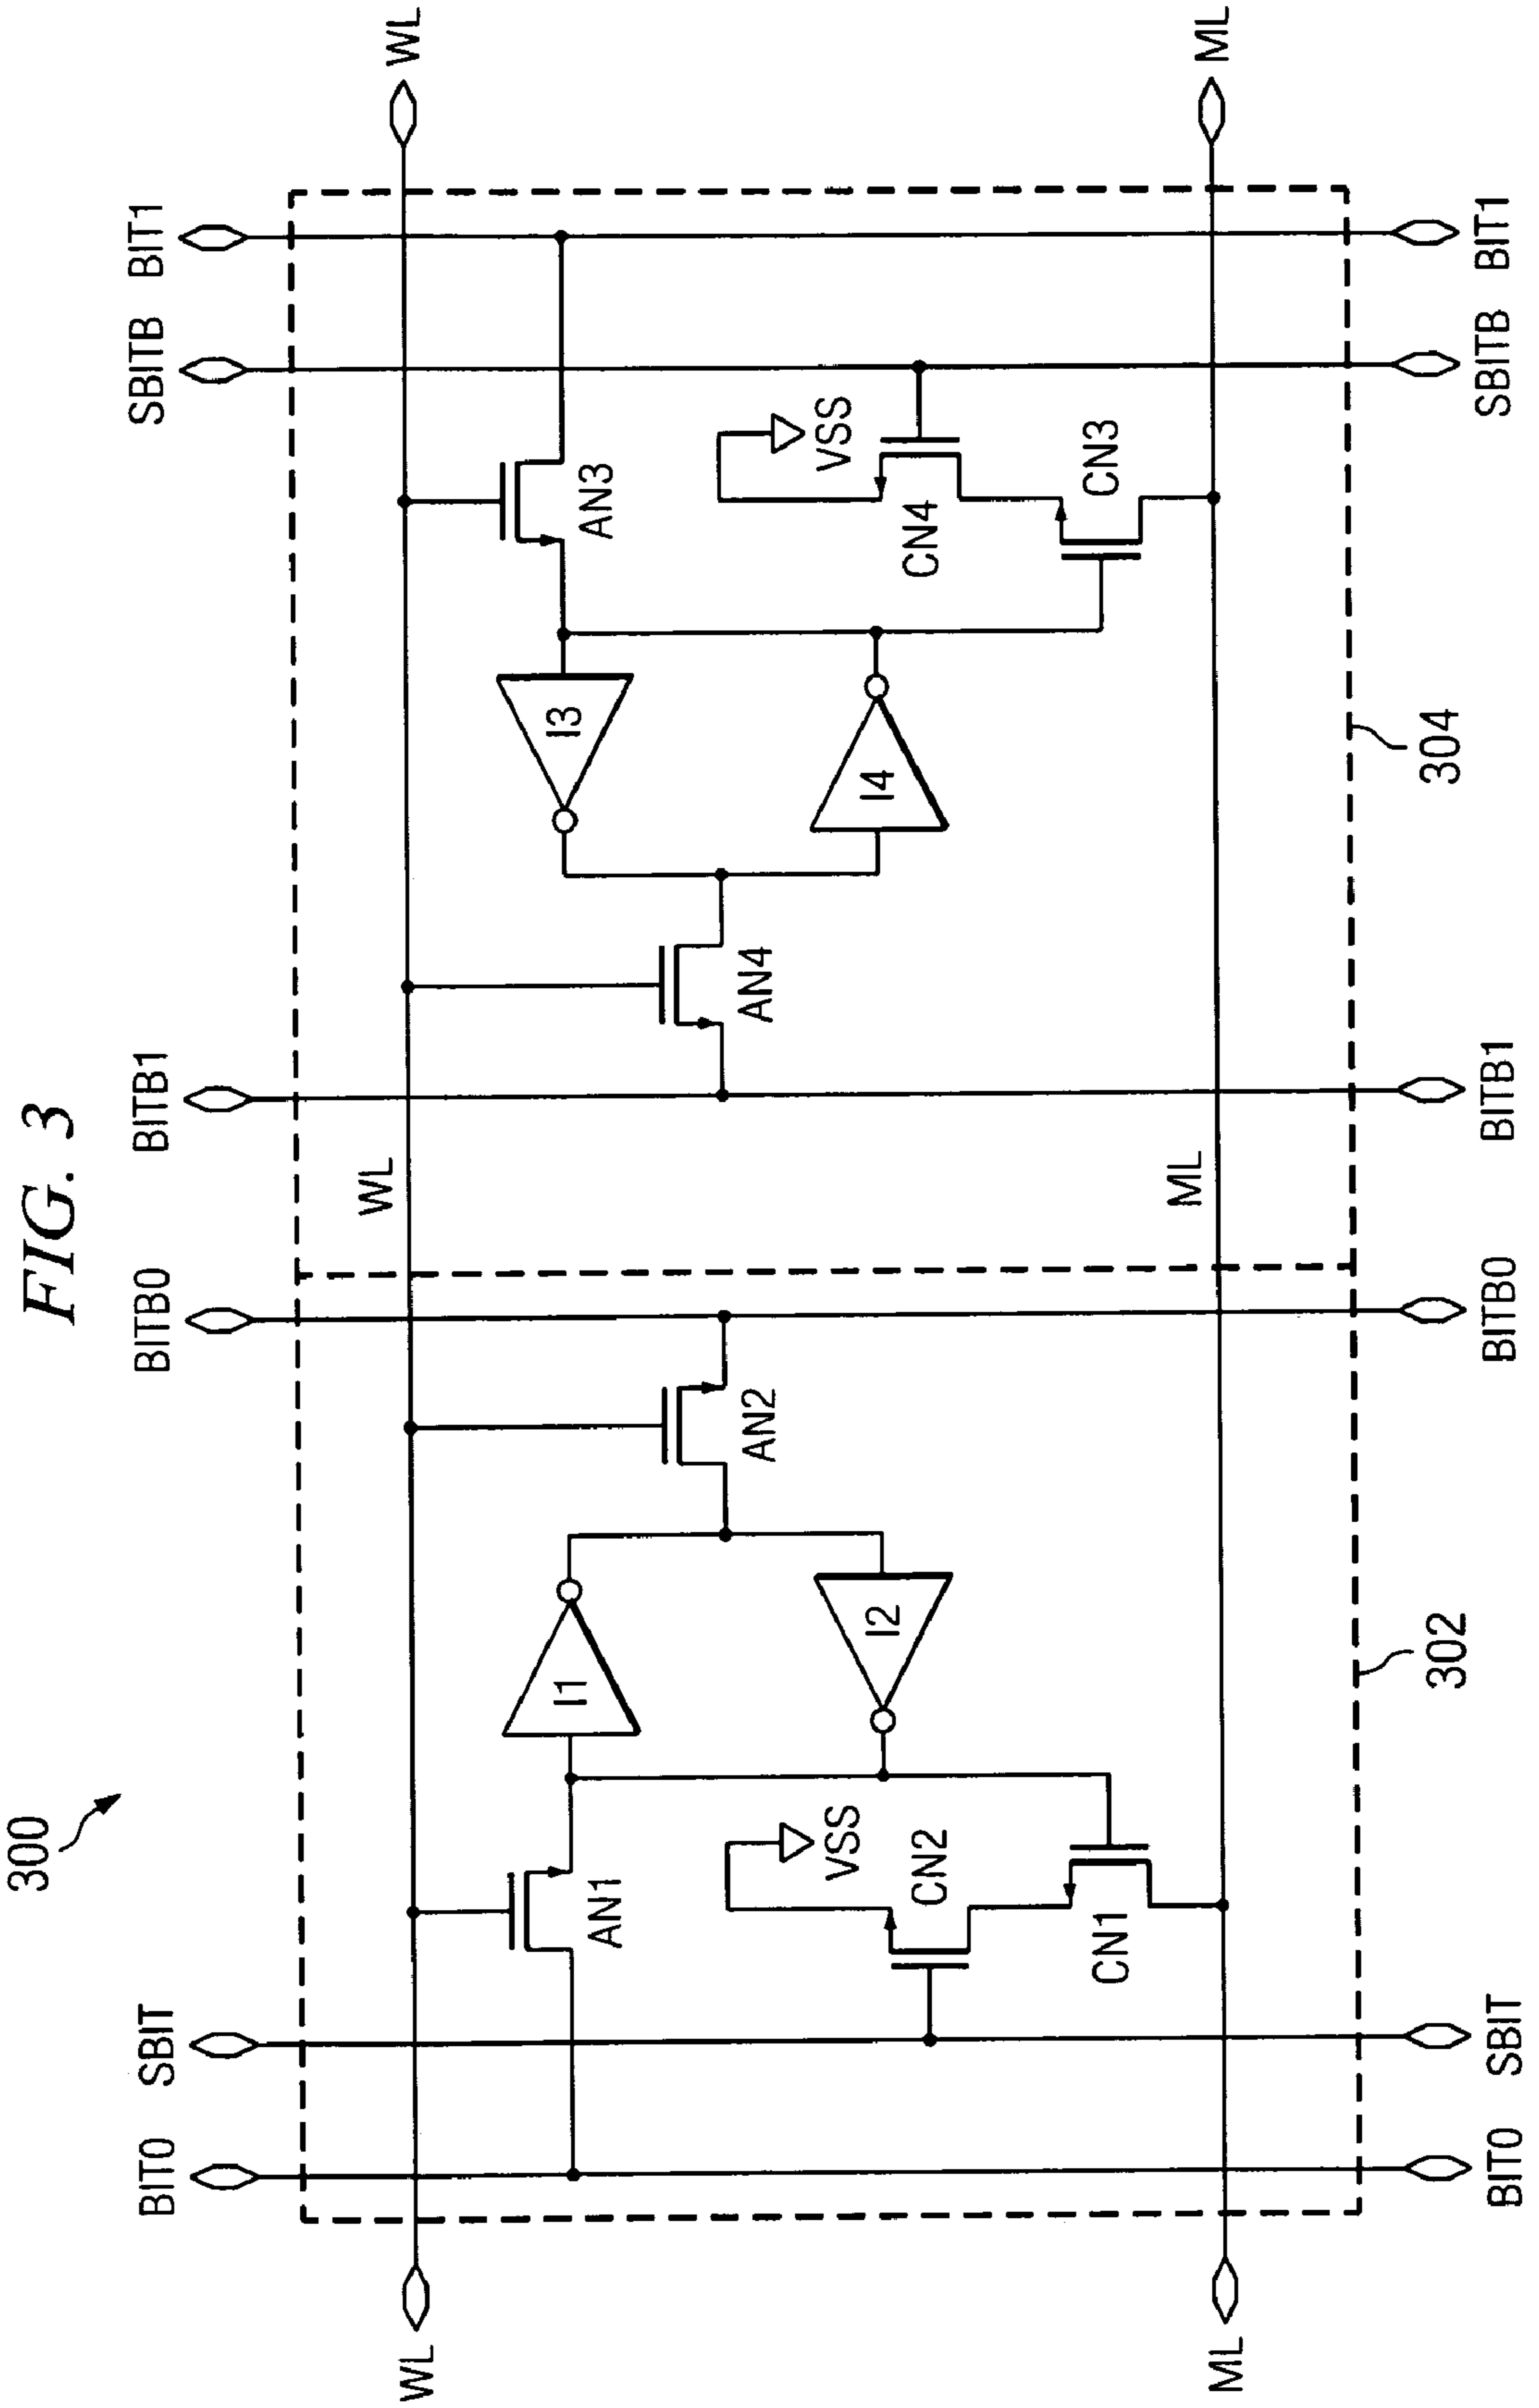 FIG. 3
300
BIT0
SBIT
BITB0
BITB1
SBITB
BIT1
WL
WL
WL
AN1
I1
AN2
AN4
I3
AN3
VSS
CN2
I2
I4
CN4
VSS
CN1
CN3
ML
ML
ML
302
304
BIT0
SBIT
BITB0
BITB1
SBITB
BIT1